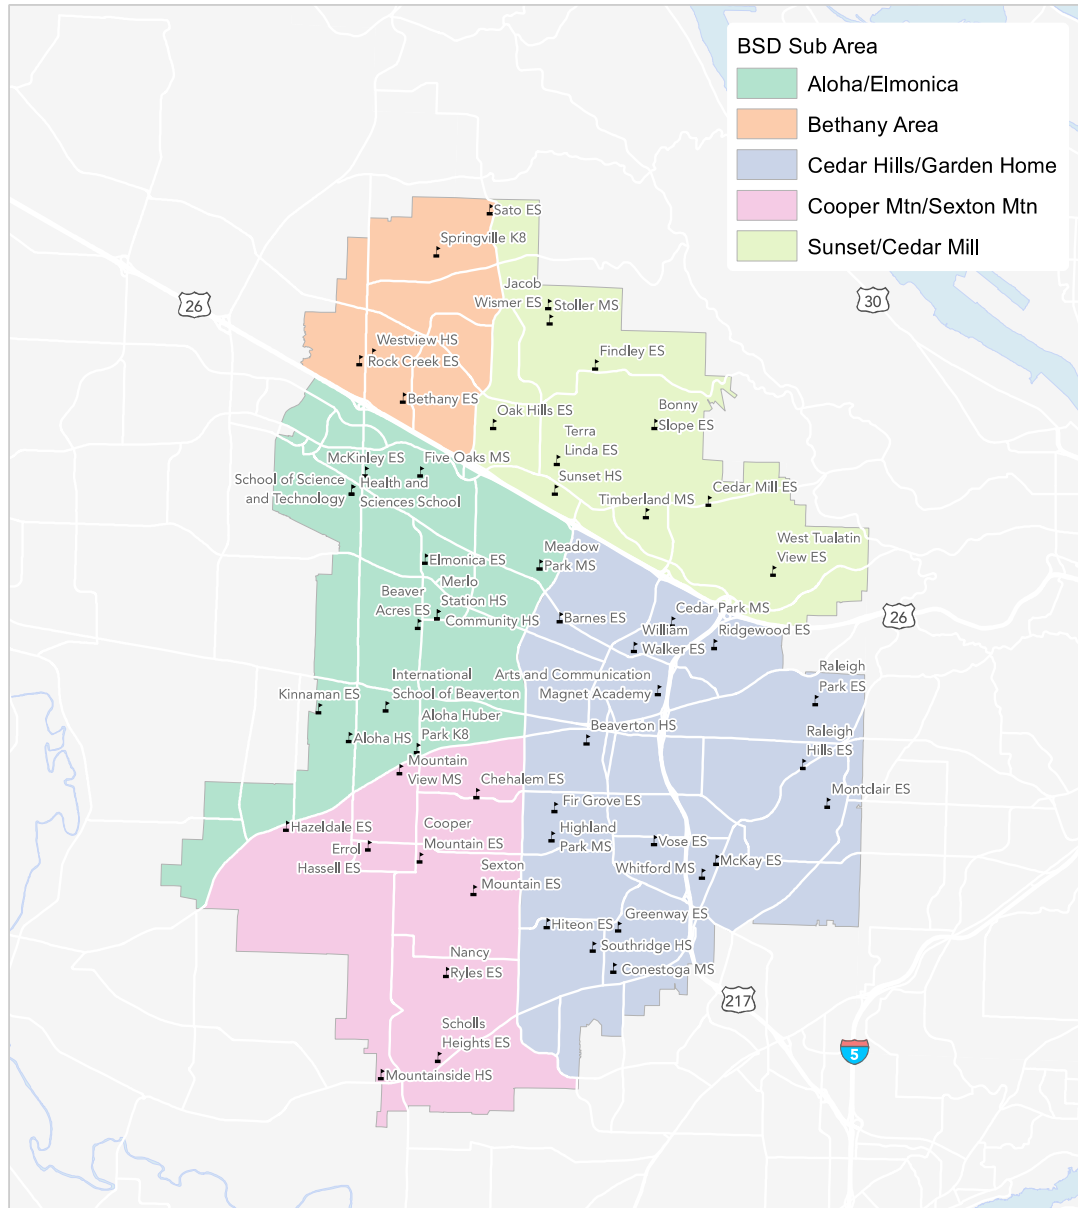 BSD Sub Area
Aloha/Elmonica
Bethany Area
Cedar Hills/Garden Home
Cooper Mtn/Sexton Mtn
Sunset/Cedar Mill
Sato ES
Springville K8
Jacob
Wismer ES
Stoller MS
26
30
Westview HS
Rock Creek ES
Findley ES
Bethany ES
Oak Hills ES
Bonny
Slope ES
Terra
Linda ES
McKinley ES
Five Oaks MS
School of Science
and Technology
Health and
Sciences School
Sunset HS
Timberland MS
Cedar Mill ES
West Tualatin
View ES
Meadow
Park MS
Elmonica ES
Merlo
Station HS
Community HS
Beaver
Acres ES
Barnes ES
Cedar Park MS
William
Walker ES
Ridgewood ES
26
International
School of Beaverton
Arts and Communication
Magnet Academy
Raleigh
Park ES
Kinnaman ES
Aloha HS
Aloha Huber
Park K8
Beaverton HS
Raleigh
Hills ES
Mountain
View MS
Chehalem ES
Fir Grove ES
Montclair ES
Hazeldale ES
Errol
Hassell ES
Cooper
Mountain ES
Highland
Park MS
Vose ES
Whitford MS
McKay ES
Sexton
Mountain ES
Hiteon ES
Greenway ES
Southridge HS
Conestoga MS
Nancy
Ryles ES
217
Scholls
Heights ES
5
Mountainside HS